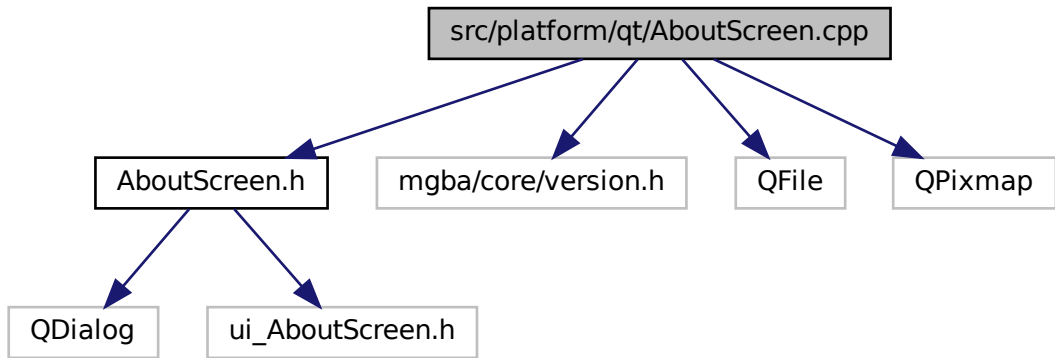 src/platform/qt/AboutScreen.cpp
AboutScreen.h
mgba/core/version.h
QFile
QPixmap
QDialog
ui_AboutScreen.h